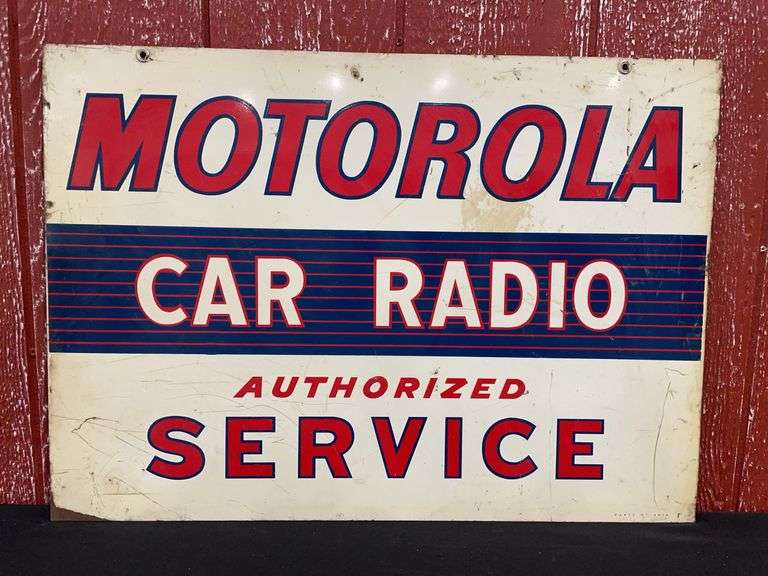 MOTOROLA
CAR RADIO
AUTHORIZED
SERVICE